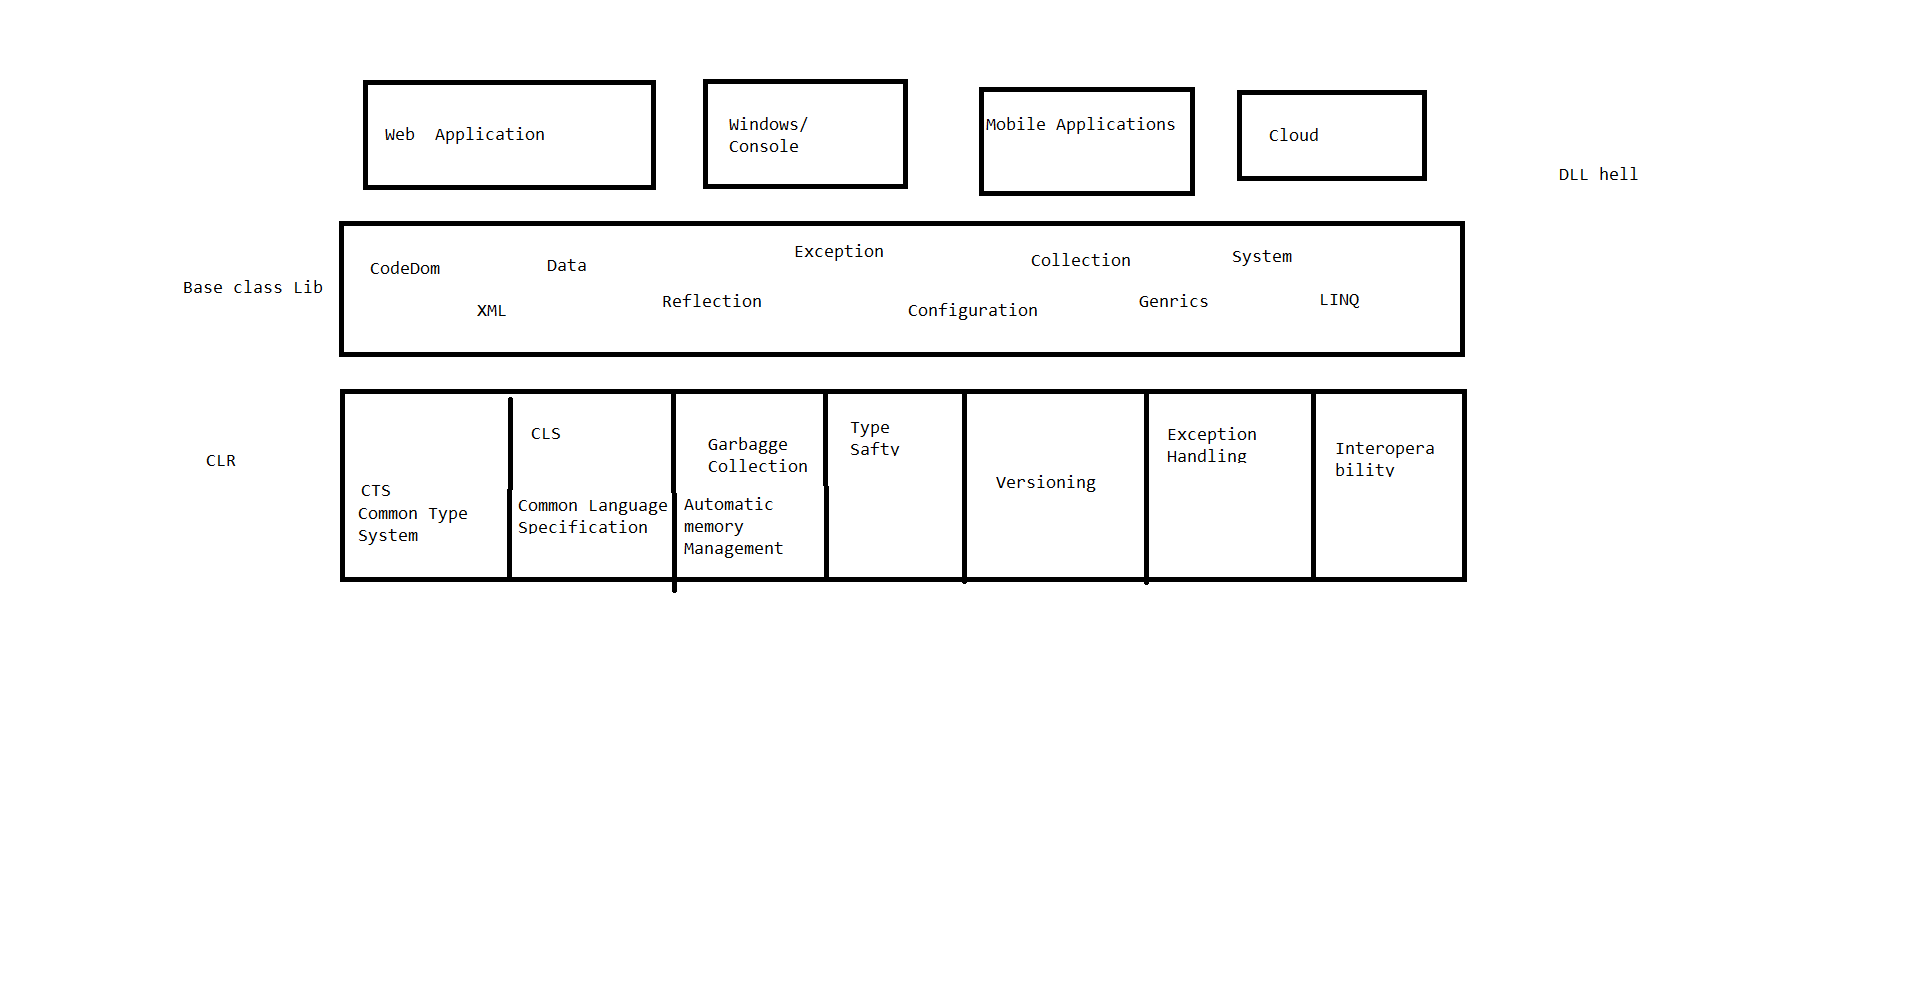 Web  Application
Windows/
Console
Mobile Applications
Cloud
DLL hell
Base class Lib
CodeDom
Data
Exception
Collection
System
XML
Reflection
Configuration
Genrics
LINQ
CLR
CTS
Common Type
System
CLS
Common Language
Specification
Garbagge
Collection
Automatic
memory
Management
Type
Safty
Versioning
Exception
Handling
Interopera
bility